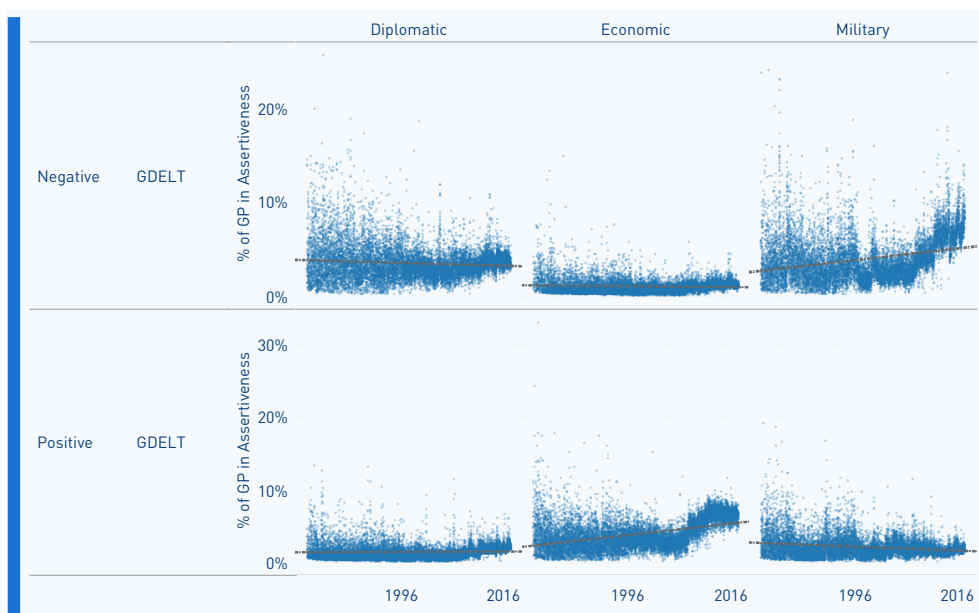 Diplomatic Economic Military
Negative GDELT
% of GP in Assertiveness
20%
10%
0%
Positive GDELT
% of GP in Assertiveness
30%
20%
10%
0%
1996 2016 1996 2016 1996 2016